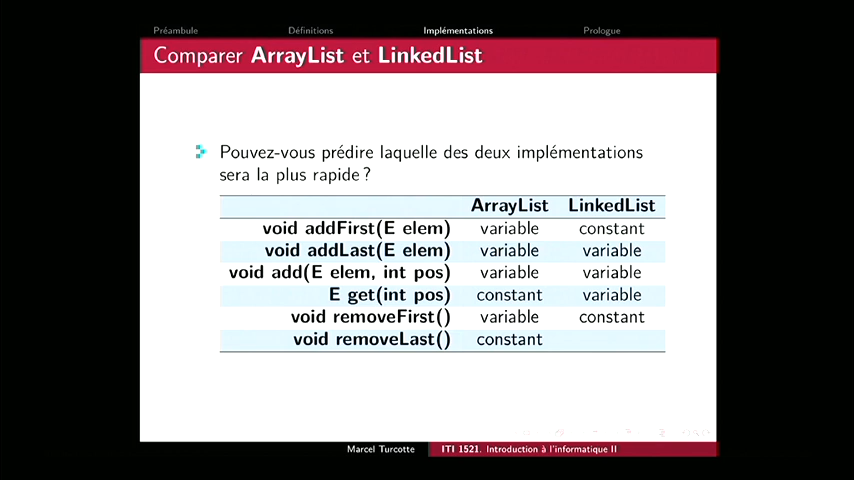 Préambule Définitions Implémentations Prologue
Comparer ArrayList et LinkedList
Pouvez-vous prédire laquelle des deux implémentations
sera la plus rapide ?
ArrayList LinkedList
void addFirst(E elem) variable constant
void addLast(E elem) variable variable
void add(E elem, int pos) variable variable
E get(int pos) constant variable
void removeFirst() variable constant
void removeLast() constant
Marcel Turcotte ITI 1521. Introduction à l'informatique II